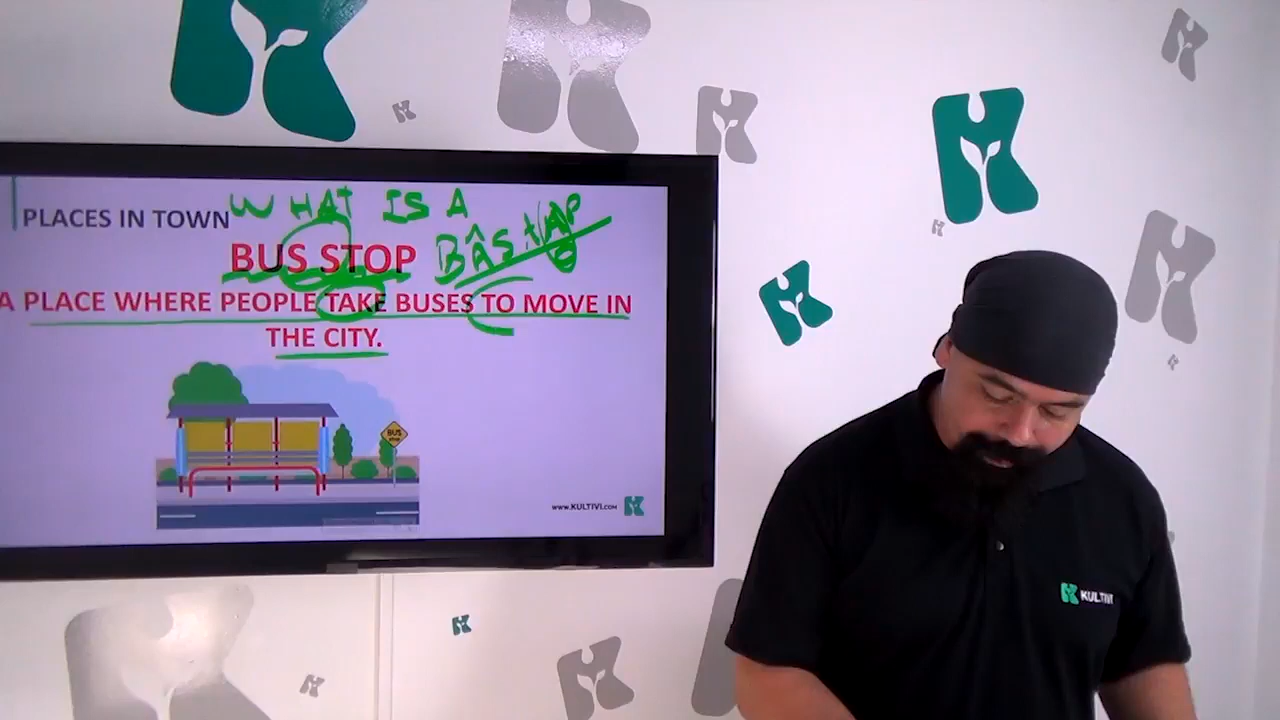 PLACES IN TOWN
WHAT IS A
BUS STOP
BÂS
A PLACE WHERE PEOPLE TAKE BUSES TO MOVE IN
THE CITY.
BUS
STOP
www.KULTIVI.COM
KULTIVI